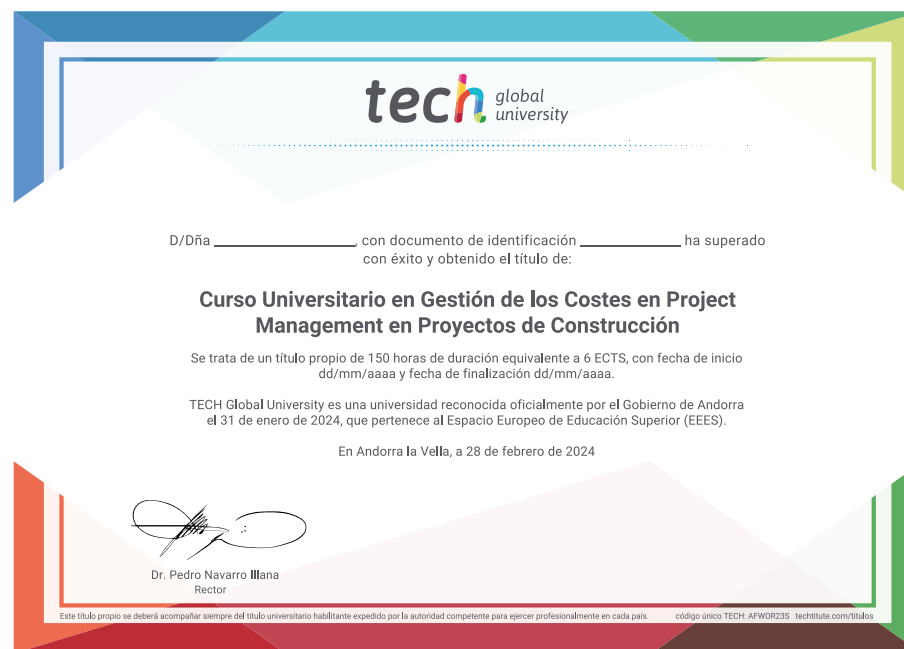 tech global university
D/Dña ______________, con documento de identificación __________ ha superado
con éxito y obtenido el título de:
Curso Universitario en Gestión de los Costes en Project
Management en Proyectos de Construcción
Se trata de un título propio de 150 horas de duración equivalente a 6 ECTS, con fecha de inicio
dd/mm/aaaa y fecha de finalización dd/mm/aaaa.
TECH Global University es una universidad reconocida oficialmente por el Gobierno de Andorra
el 31 de enero de 2024, que pertenece al Espacio Europeo de Educación Superior (EEES).
En Andorra la Vella, a 28 de febrero de 2024
Dr. Pedro Navarro Illana
Rector
Este título propio se deberá acompañar siempre del título universitario habilitante expedido por la autoridad competente para ejercer profesionalmente en cada país. código único TECH: AFWOR23S techtitute.com/titulos